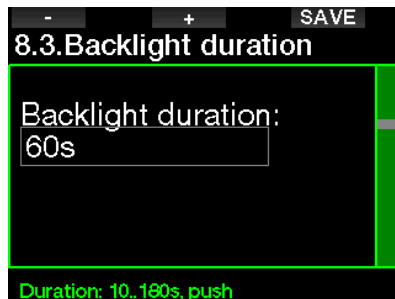 - + SAVE
8.3.Backlight duration
Backlight duration:
60s
Duration: 10..180s, push